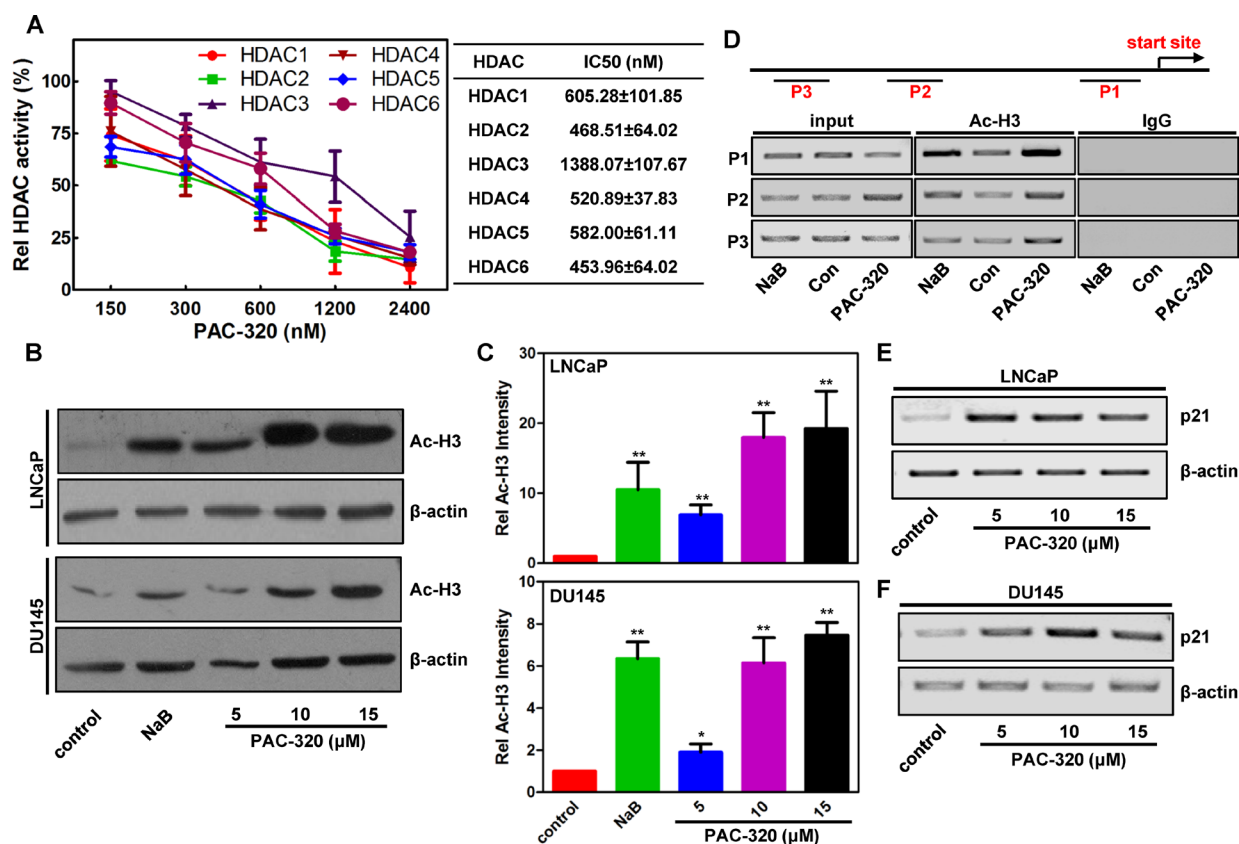 A
Rel HDAC activity (%)
100
75
50
25
0
HDAC1
HDAC4
HDAC2
HDAC5
HDAC3
HDAC6
150 300 600 1200 2400
PAC-320 (nM)
HDAC IC50 (nM)
HDAC1 605.28±101.85
HDAC2 468.51±64.02
HDAC3 1388.07±107.67
HDAC4 520.89±37.83
HDAC5 582.00±61.11
HDAC6 453.96±64.02
D
start site
P3 P2 P1
input Ac-H3 IgG
P1
P2
P3
NaB Con PAC-320 NaB Con PAC-320 NaB Con PAC-320
B
LNCaP
Ac-H3
β-actin
DU145
Ac-H3
β-actin
control NaB 5 10 15
PAC-320 (µM)
C
LNCaP
Rel Ac-H3 Intensity
30
20
10
0
** ** ** **
DU145
Rel Ac-H3 Intensity
8
6
4
2
0
** * ** **
control NaB 5 10 15
PAC-320 (µM)
E
LNCaP
p21
β-actin
control 5 10 15
PAC-320 (µM)
F
DU145
p21
β-actin
control 5 10 15
PAC-320 (µM)